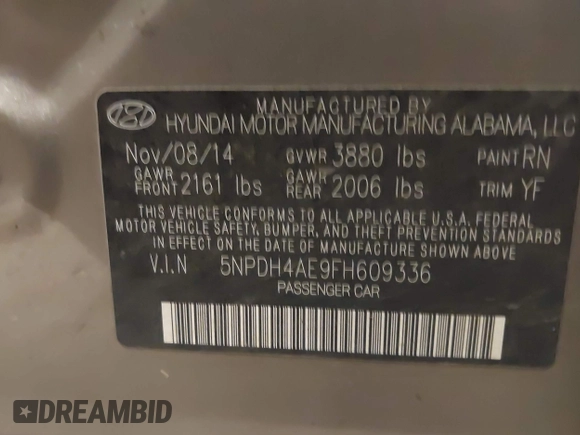 MANUFACTURED BY
HYUNDAI MOTOR MANUFACTURING ALABAMA, LLC
Nov/08/14 GVWR 3880 lbs PAINT RN
GAWR FRONT 2161 lbs GAWR REAR 2006 lbs TRIM YF
THIS VEHICLE CONFORMS TO ALL APPLICABLE U.S.A. FEDERAL
MOTOR VEHICLE SAFETY, BUMPER, AND THEFT PREVENTION STANDARDS
IN EFFECT ON THE DATE OF MANUFACTURE SHOWN ABOVE
V.I.N 5NPDH4AE9FH609336
PASSENGER CAR
DREAMBID